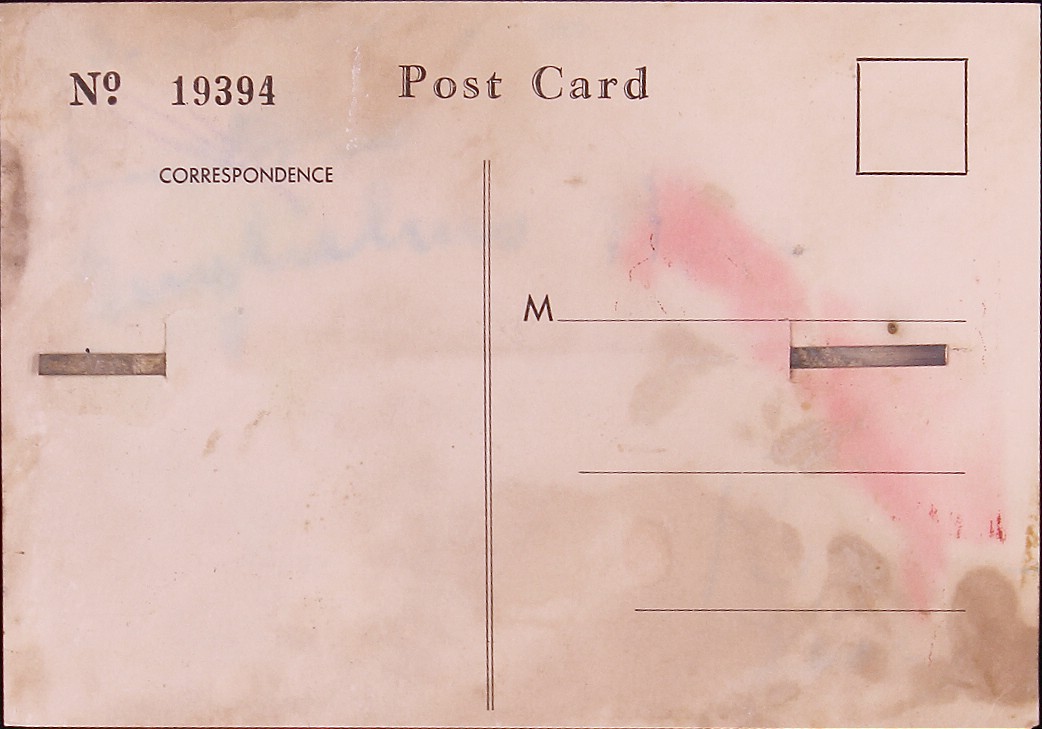 Nº 19394 Post Card
CORRESPONDENCE
M